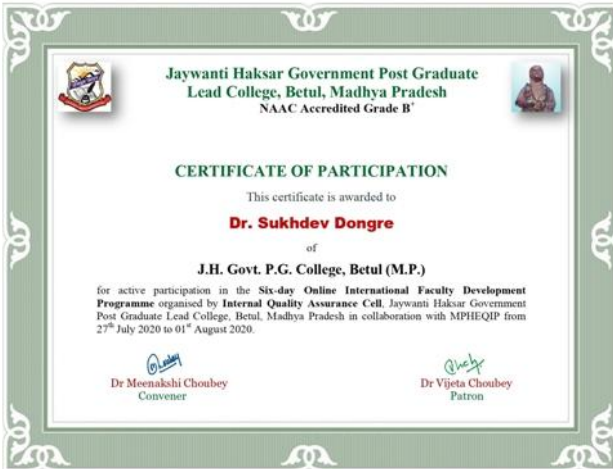 Jaywanti Haksar Government Post Graduate
Lead College, Betul, Madhya Pradesh
NAAC Accredited Grade B+
CERTIFICATE OF PARTICIPATION
This certificate is awarded to
Dr. Sukhdev Dongre
of
J.H. Govt. P.G. College, Betul (M.P.)
for active participation in the Six-day Online International Faculty Development
Programme organised by Internal Quality Assurance Cell, Jaywanti Haksar Government
Post Graduate Lead College, Betul, Madhya Pradesh in collaboration with MPHEQIP from
27th July 2020 to 01st August 2020.
Dr Meenakshi Choubey
Convener
Dr Vijeta Choubey
Patron